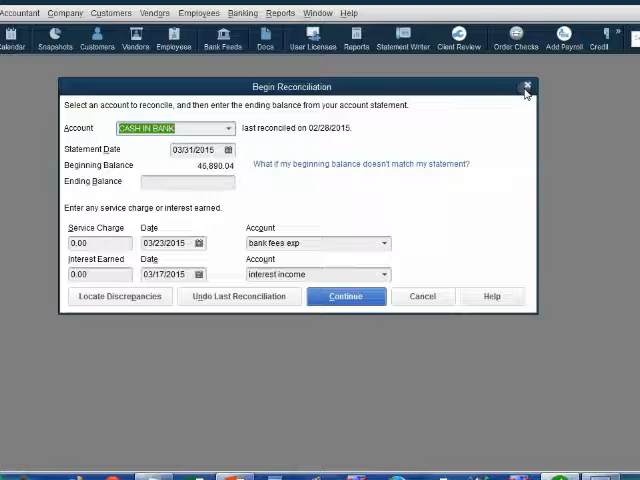 Accountant Company Customers Vendors Employees Banking Reports Window Help
Calendar Snapshots Customers Vendors Employees Bank Feeds Docs User Licenses Reports Statement Writer Client Review Order Checks Add Payroll Credit
Begin Reconciliation
Select an account to reconcile, and then enter the ending balance from your account statement.
Account CASH IN BANK last reconciled on 02/28/2015.
Statement Date 03/31/2015
Beginning Balance 46,890.04 What if my beginning balance doesn't match my statement?
Ending Balance
Enter any service charge or interest earned.
Service Charge Date Account
0.00 03/23/2015 bank fees exp
Interest Earned Date Account
0.00 03/17/2015 interest income
Locate Discrepancies Undo Last Reconciliation Continue Cancel Help